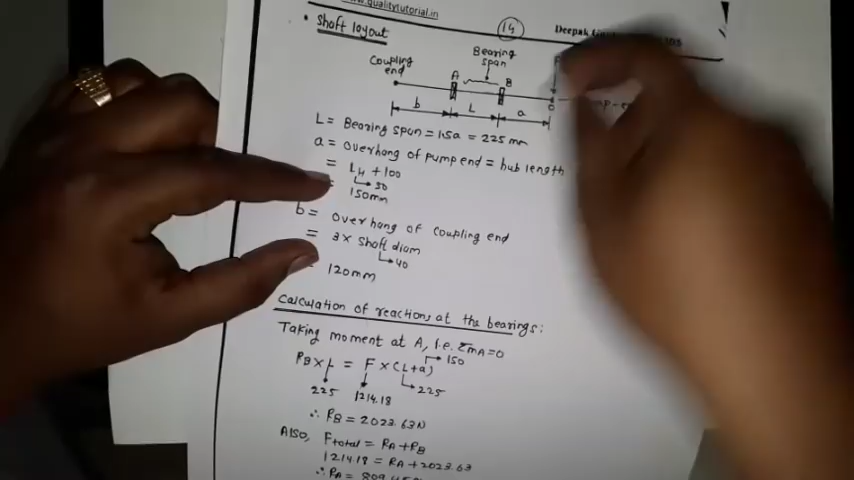 www.qualitytutorial.in
(14)
• Shaft layout
Bearing
span
Coupling
end
A
B
b
L
a
L = Bearing span = 1.5a = 225 mm
a = Overhang of pump end = hub length
= LH + 100
50
150mm
b = Overhang of coupling end
= 3x Shaft diam
40
120mm
Calculation of reactions at the bearings:
Taking moment at A, i.e. ΣmA=0
RB × L = F × (L+a)
150
225
225
1214.18
∴ RB = 2023.63N
Also, Ftotal = RA+RB
1214.18 = RA+2023.63
∴ RA =